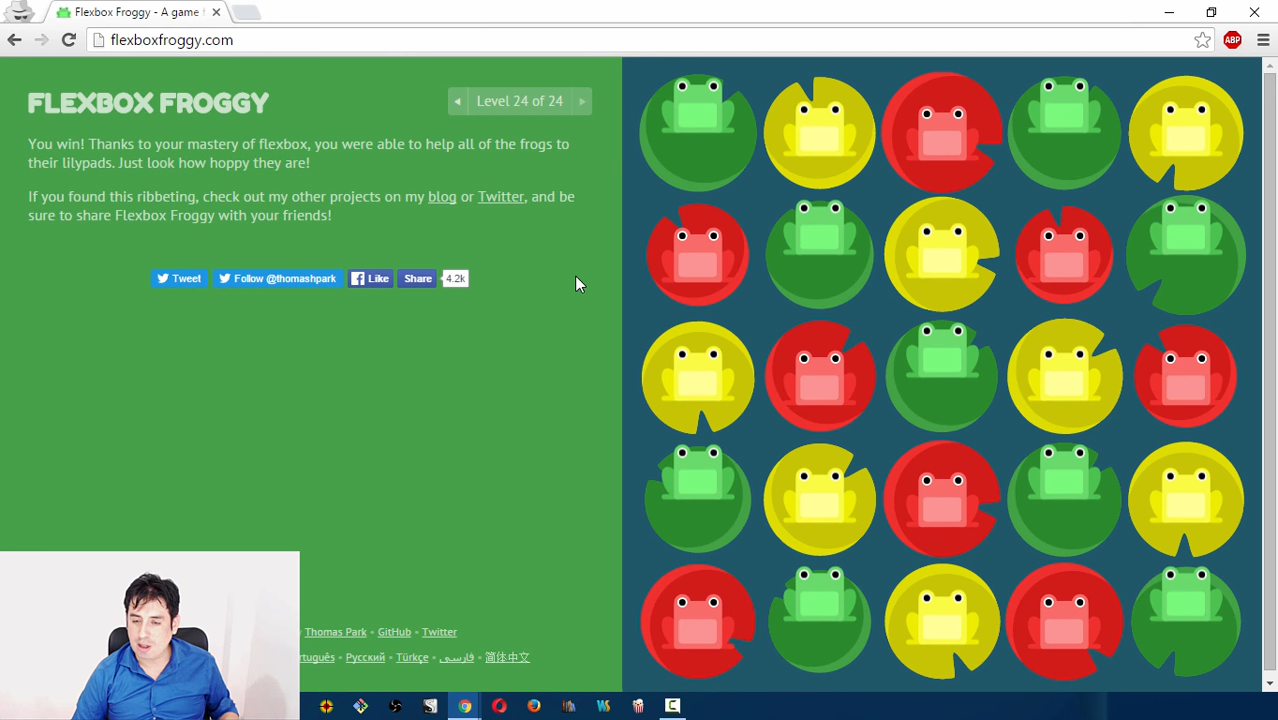 Flexbox Froggy - A game
flexboxfroggy.com
ABP
FLEXBOX FROGGY
Level 24 of 24
You win! Thanks to your mastery of flexbox, you were able to help all of the frogs to
their lilypads. Just look how hoppy they are!
If you found this ribbeting, check out my other projects on my blog or Twitter, and be
sure to share Flexbox Froggy with your friends!
Tweet
Follow @thomashpark
Like
Share
4.2k
Thomas Park • GitHub • Twitter
rtuguês • Русский • Türkçe • فارسی • 简体中文